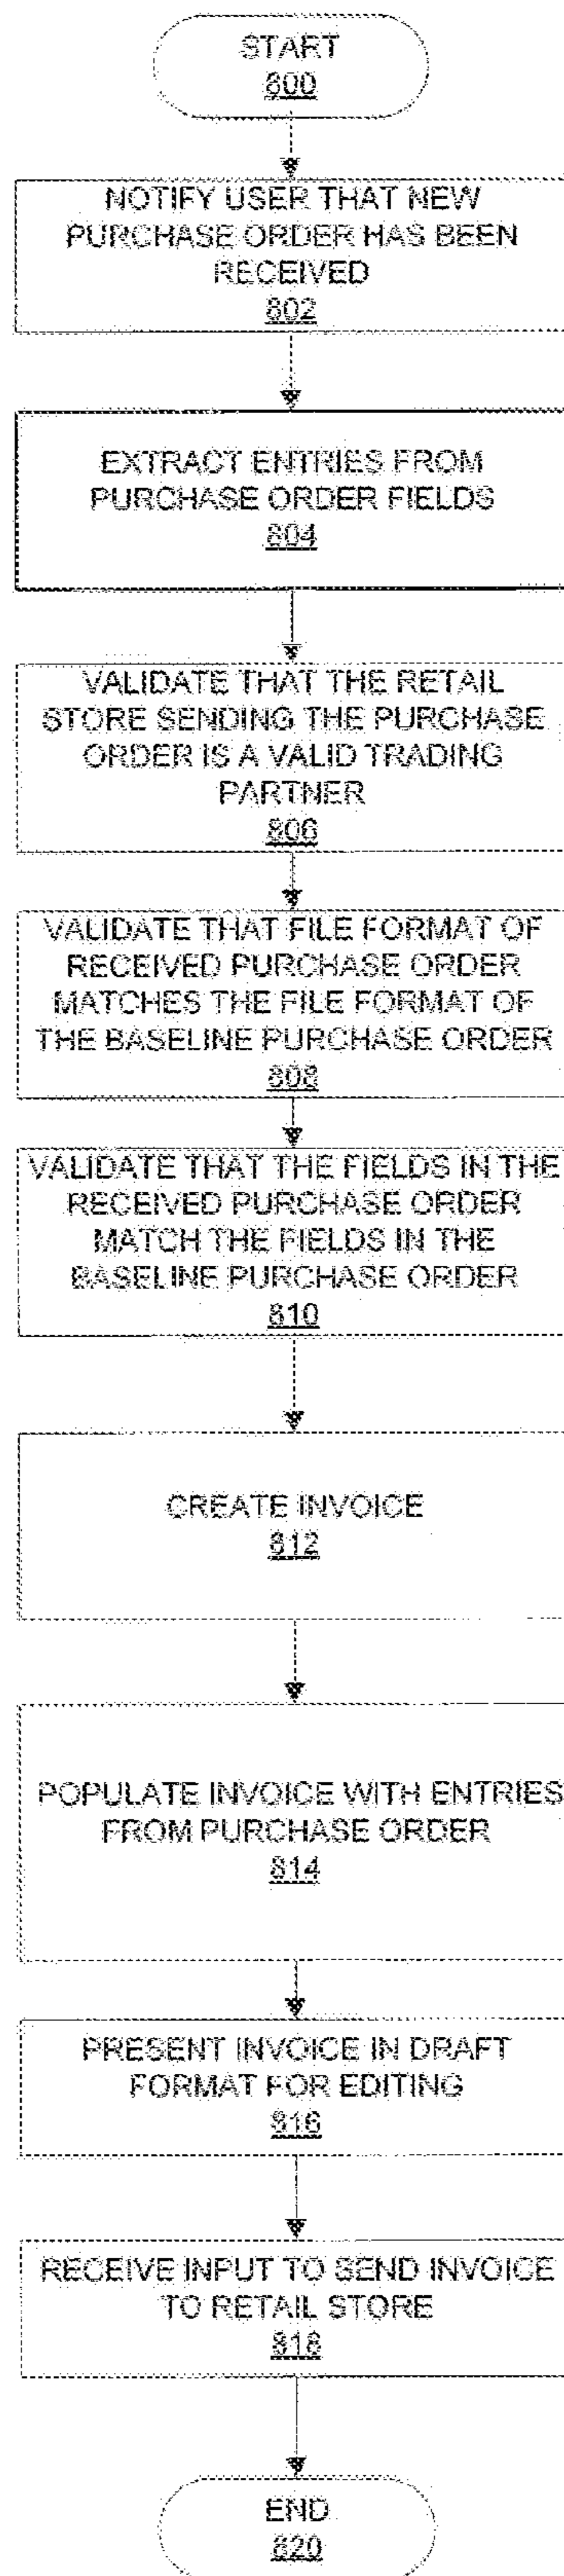 START
800
NOTIFY USER THAT NEW
PURCHASE ORDER HAS BEEN
RECEIVED
802
EXTRACT ENTRIES FROM
PURCHASE ORDER FIELDS
804
VALIDATE THAT THE RETAIL
STORE SENDING THE PURCHASE
ORDER IS A VALID TRADING
PARTNER
806
VALIDATE THAT FILE FORMAT OF
RECEIVED PURCHASE ORDER
MATCHES THE FILE FORMAT OF
THE BASELINE PURCHASE ORDER
808
VALIDATE THAT THE FIELDS IN THE
RECEIVED PURCHASE ORDER
MATCH THE FIELDS IN THE
BASELINE PURCHASE ORDER
810
CREATE INVOICE
812
POPULATE INVOICE WITH ENTRIES
FROM PURCHASE ORDER
814
PRESENT INVOICE IN DRAFT
FORMAT FOR EDITING
816
RECEIVE INPUT TO SEND INVOICE
TO RETAIL STORE
818
END
820